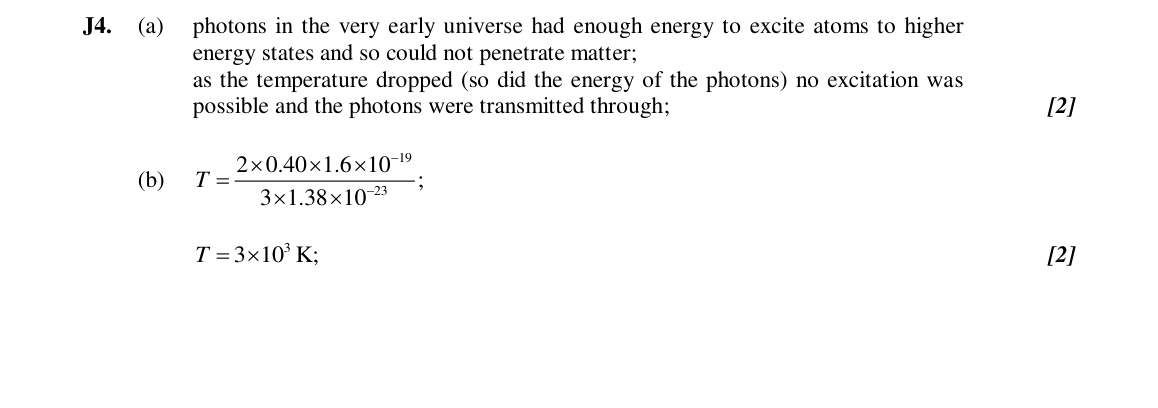 J4. (a) photons in the very early universe had enough energy to excite atoms to higher
energy states and so could not penetrate matter;
as the temperature dropped (so did the energy of the photons) no excitation was
possible and the photons were transmitted through; [2]
(b) T = \frac{2×0.40×1.6×10^{−19}}{3×1.38×10^{−23}};
T = 3×10^{3} K; [2]